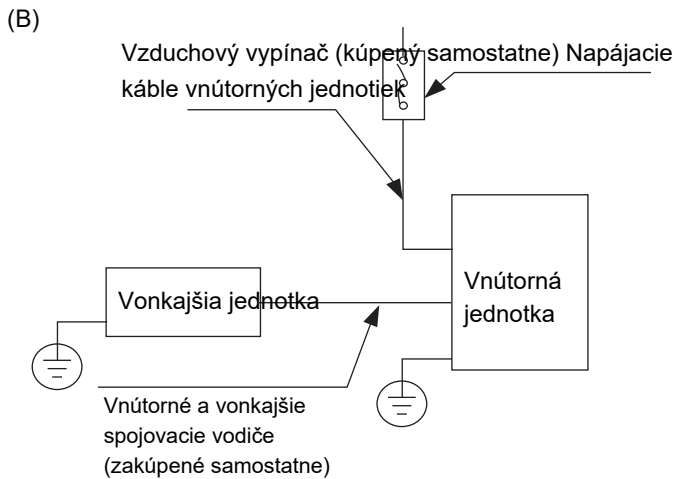 (B)
Vzduchový vypínač (kúpený samostatne) Napájacie
káble vnútorných jednotiek
Vnútorná
jednotka
Vonkajšia jednotka
Vnútorné a vonkajšie
spojovacie vodiče
(zakúpené samostatne)